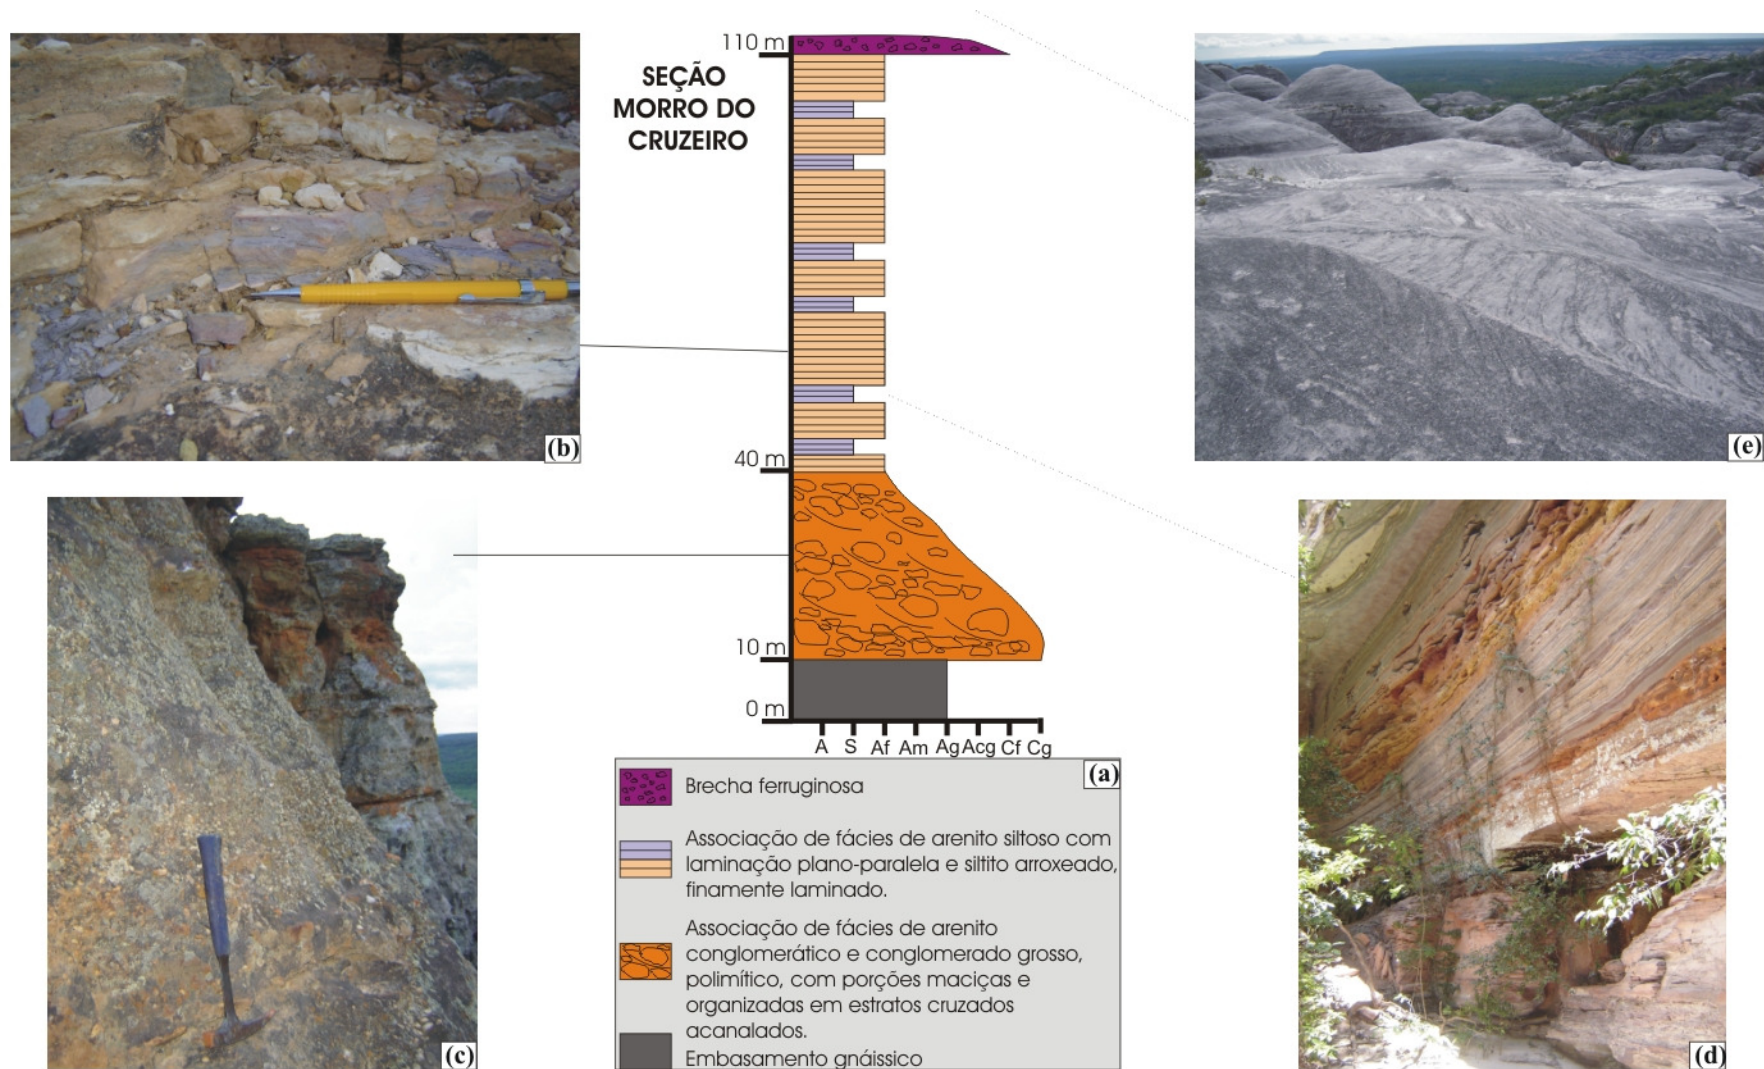 110 m
SEÇÃO
MORRO DO
CRUZEIRO
(b)
(e)
40 m
10 m
0 m
A S Af Am Ag Acg Cf Cg
(a)
Brecha ferruginosa
Associação de fácies de arenito siltoso com
laminação plano-paralela e siltito arroxeado,
finamente laminado.
Associação de fácies de arenito
conglomerático e conglomerado grosso,
polimítico, com porções maciças e
organizadas em estratos cruzados
acanalados.
Embasamento gnáissico
(c)
(d)